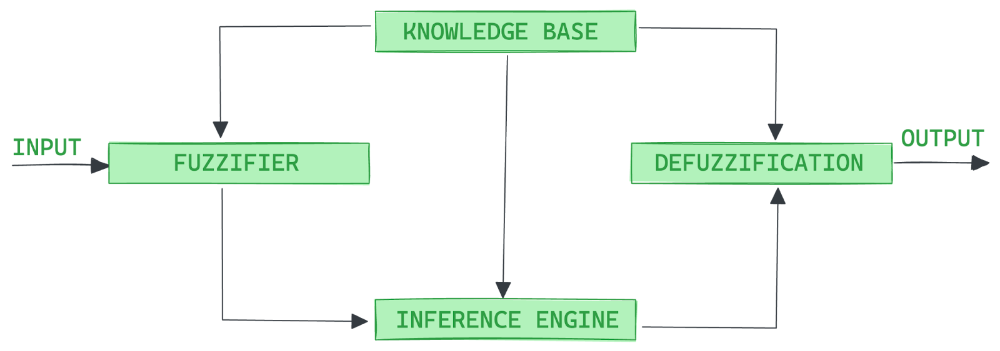 KNOWLEDGE BASE
INPUT
FUZZIFIER
DEFUZZIFICATION
OUTPUT
INFERENCE ENGINE